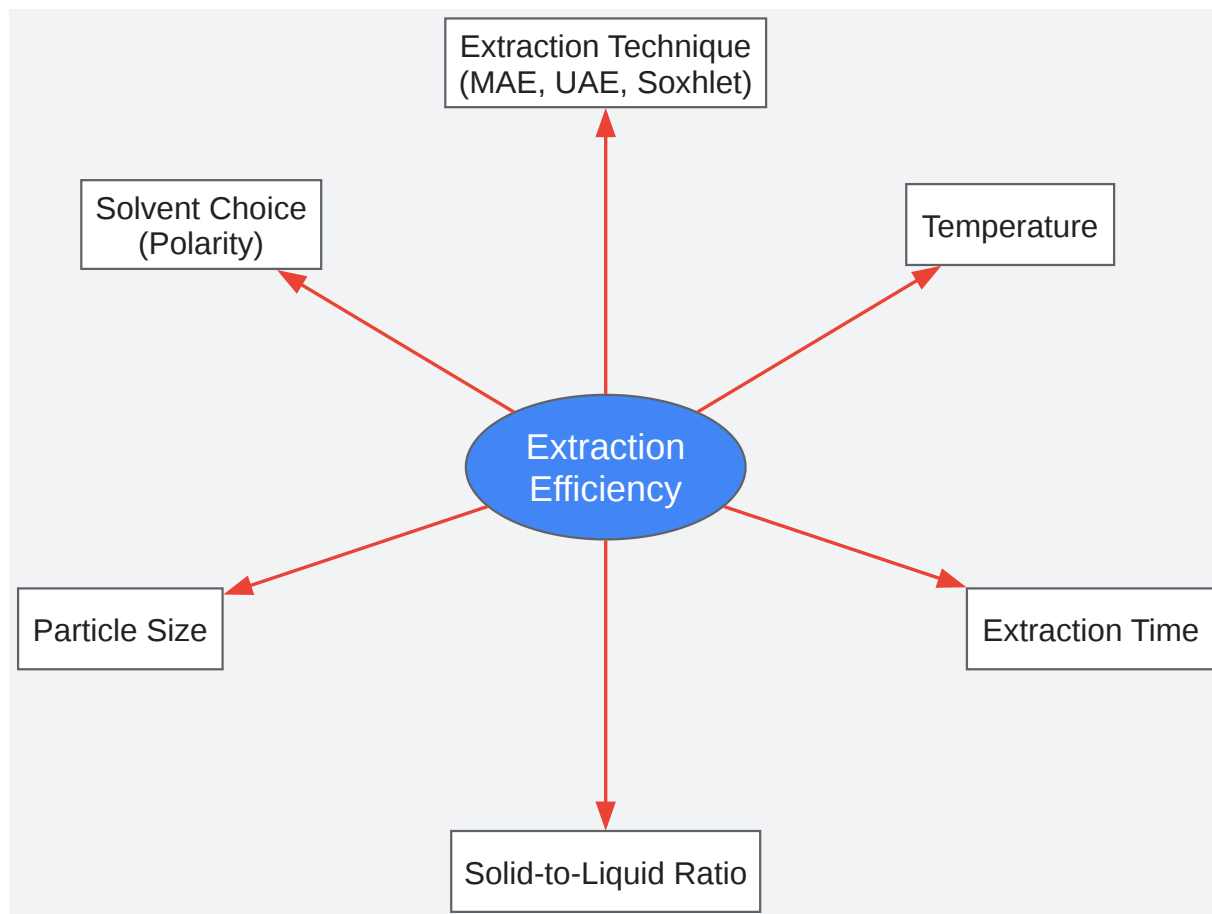 Extraction Technique
(MAE, UAE, Soxhlet)
Solvent Choice
(Polarity)
Temperature
Extraction
Efficiency
Particle Size
Extraction Time
Solid-to-Liquid Ratio